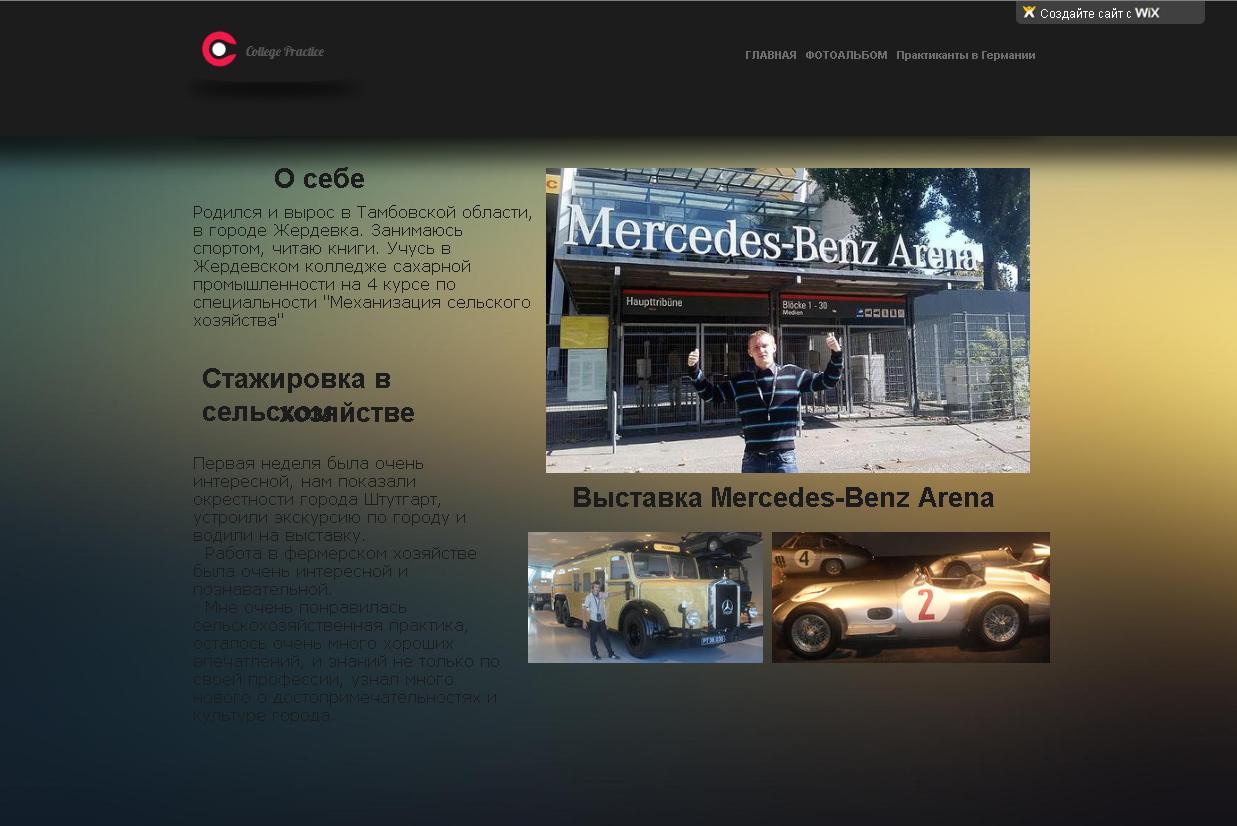 Создайте сайт с WiX
College Practice
ГЛАВНАЯ ФОТОАЛЬБОМ Практиканты в Германии
О себе
Родился и вырос в Тамбовской области,
в городе Жердевка. Занимаюсь
спортом, читаю книги. Учусь в
Жердевском колледже сахарной
промышленности на 4 курсе по
специальности "Механизация сельского
хозяйства"
Стажировка в
сельском
хозяйстве
Первая неделя была очень
интересной, нам показали
окрестности города Штутгарт,
устроили экскурсию по городу и
водили на выставку.
Работа в фермерском хозяйстве
была очень интересной и
познавательной.
Мне очень понравилась
сельскохозяйственная практика,
осталось очень много хороших
впечатлений, и знаний не только по
своей профессии, узнал много
нового о достопримечательностях и
культуре города.
Mercedes-Benz Arena
Haupttribüne
Blöcke 1 - 30
Medien
C
Выставка Mercedes-Benz Arena
4
2